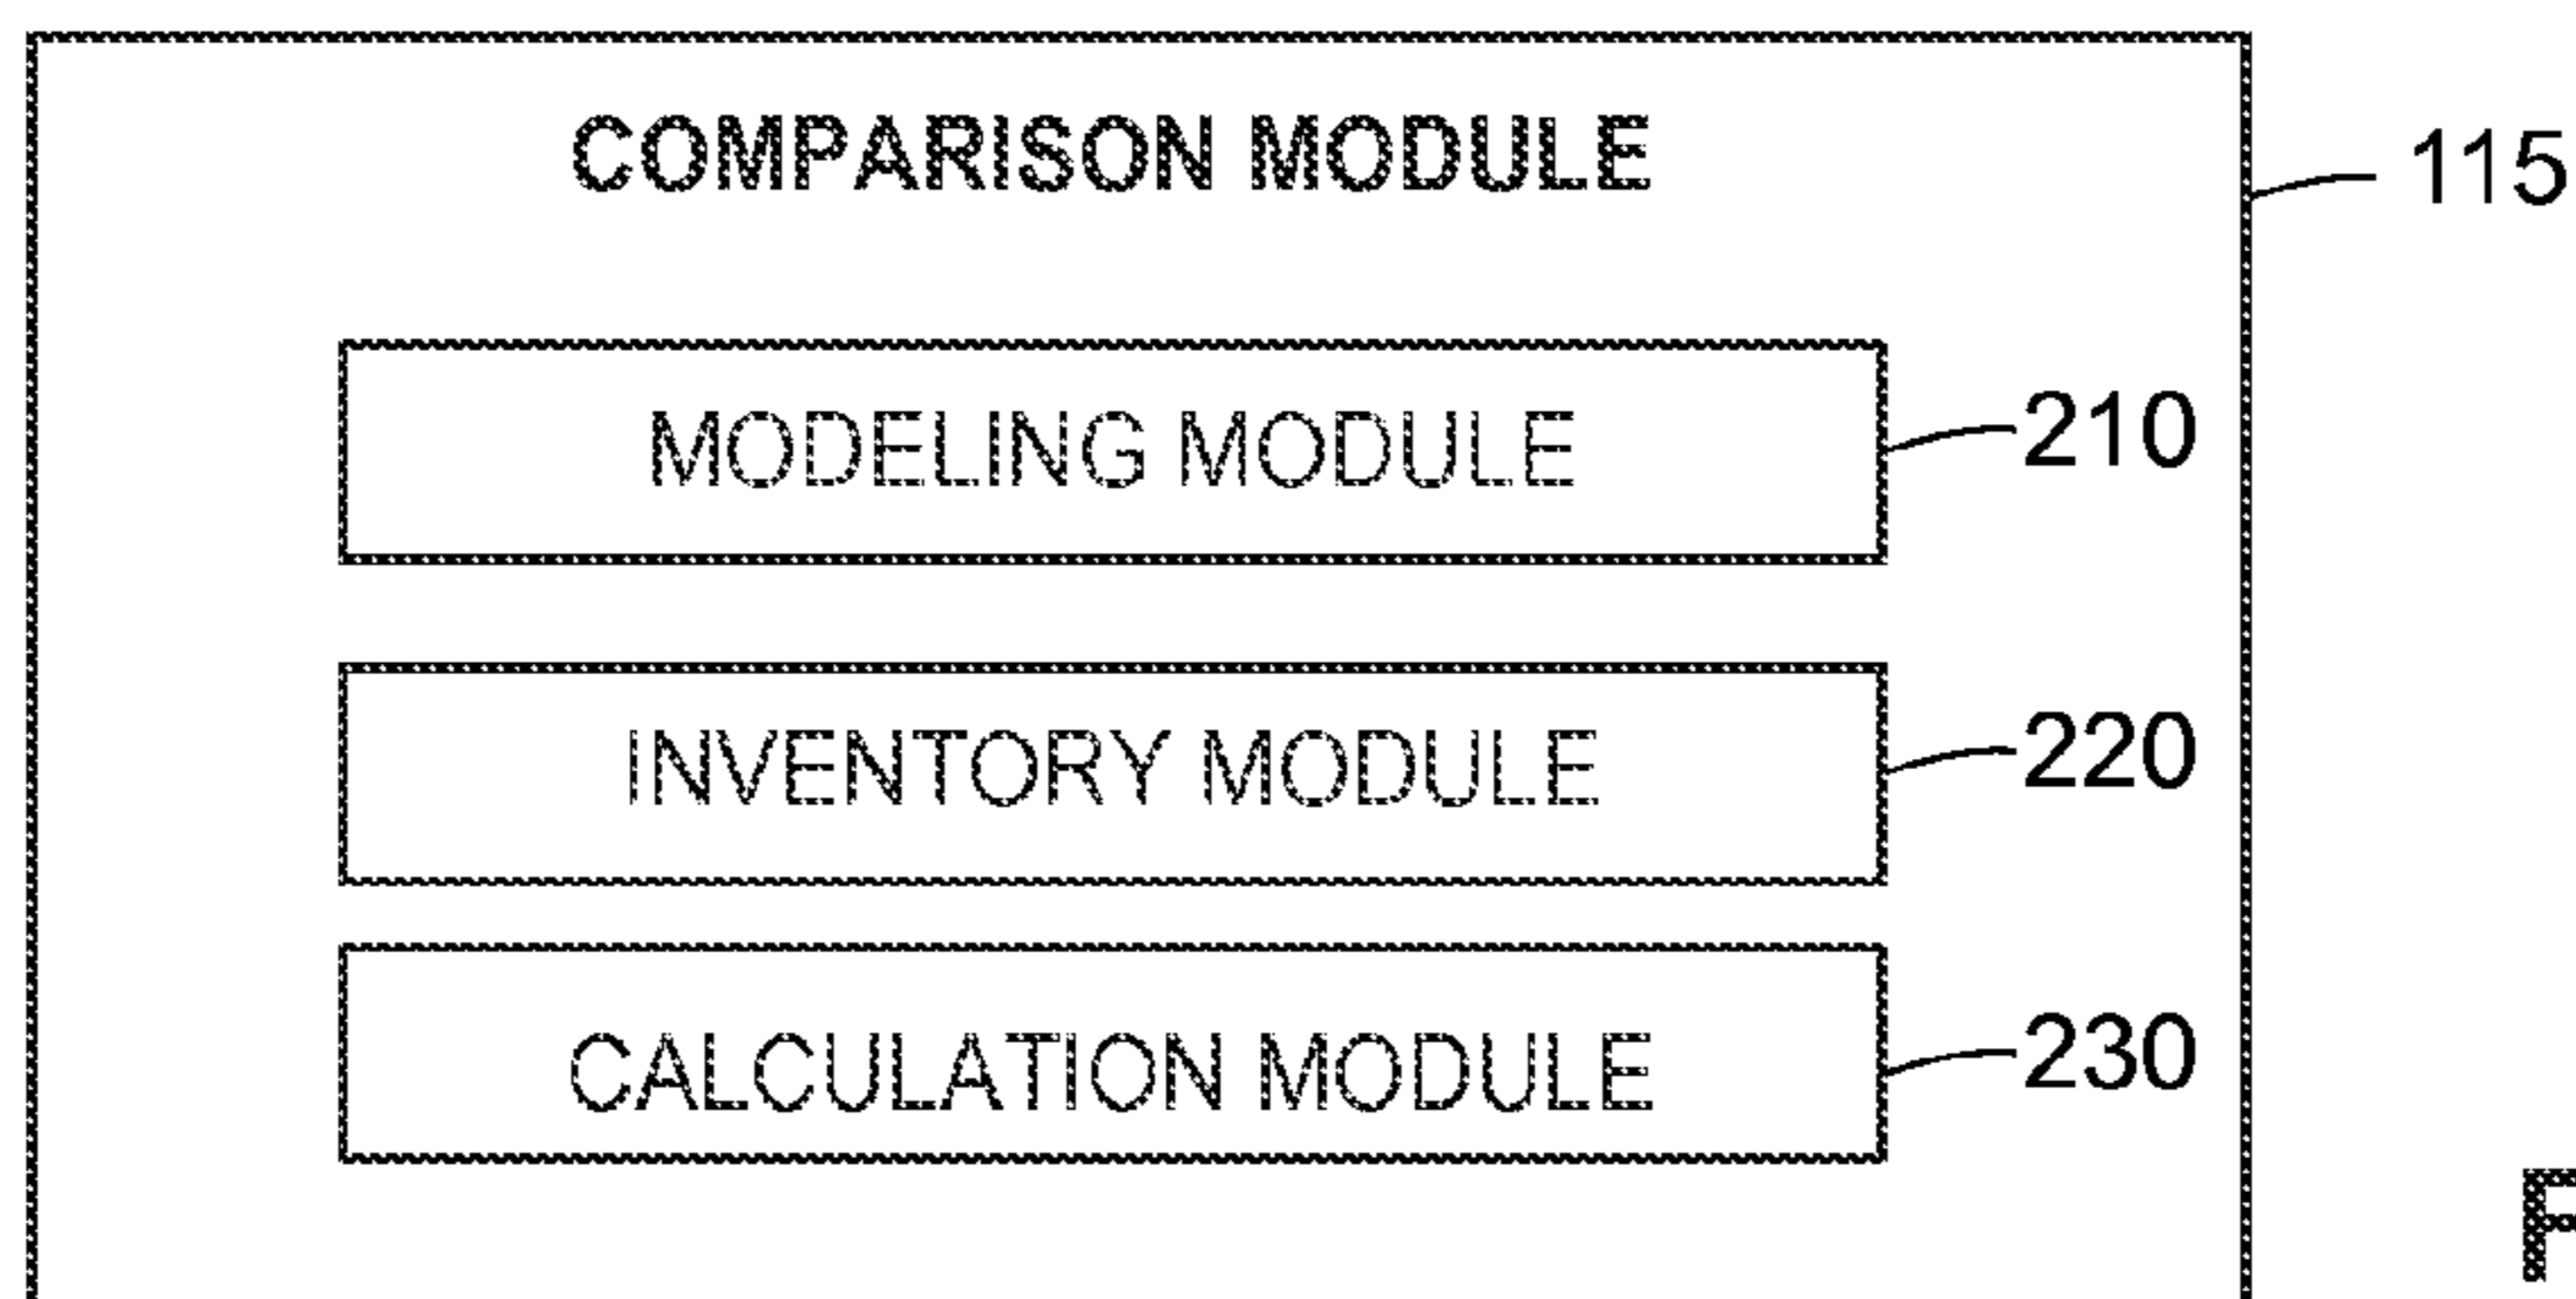 COMPARISON MODULE
115
MODELING MODULE
210
INVENTORY MODULE
220
CALCULATION MODULE
230
F